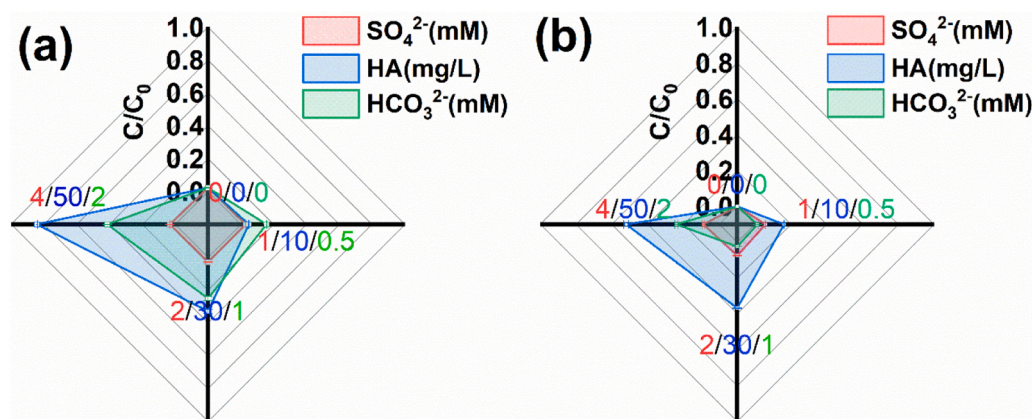 (a)
1.0
0.8
0.6
0.4
0.2
0.0
C/C₀
SO₄²⁻(mM)
HA(mg/L)
HCO₃²⁻(mM)
0/0/0
1/10/0.5
2/30/1
4/50/2
(b)
1.0
0.8
0.6
0.4
0.2
0.0
C/C₀
SO₄²⁻(mM)
HA(mg/L)
HCO₃²⁻(mM)
0/0/0
1/10/0.5
2/30/1
4/50/2